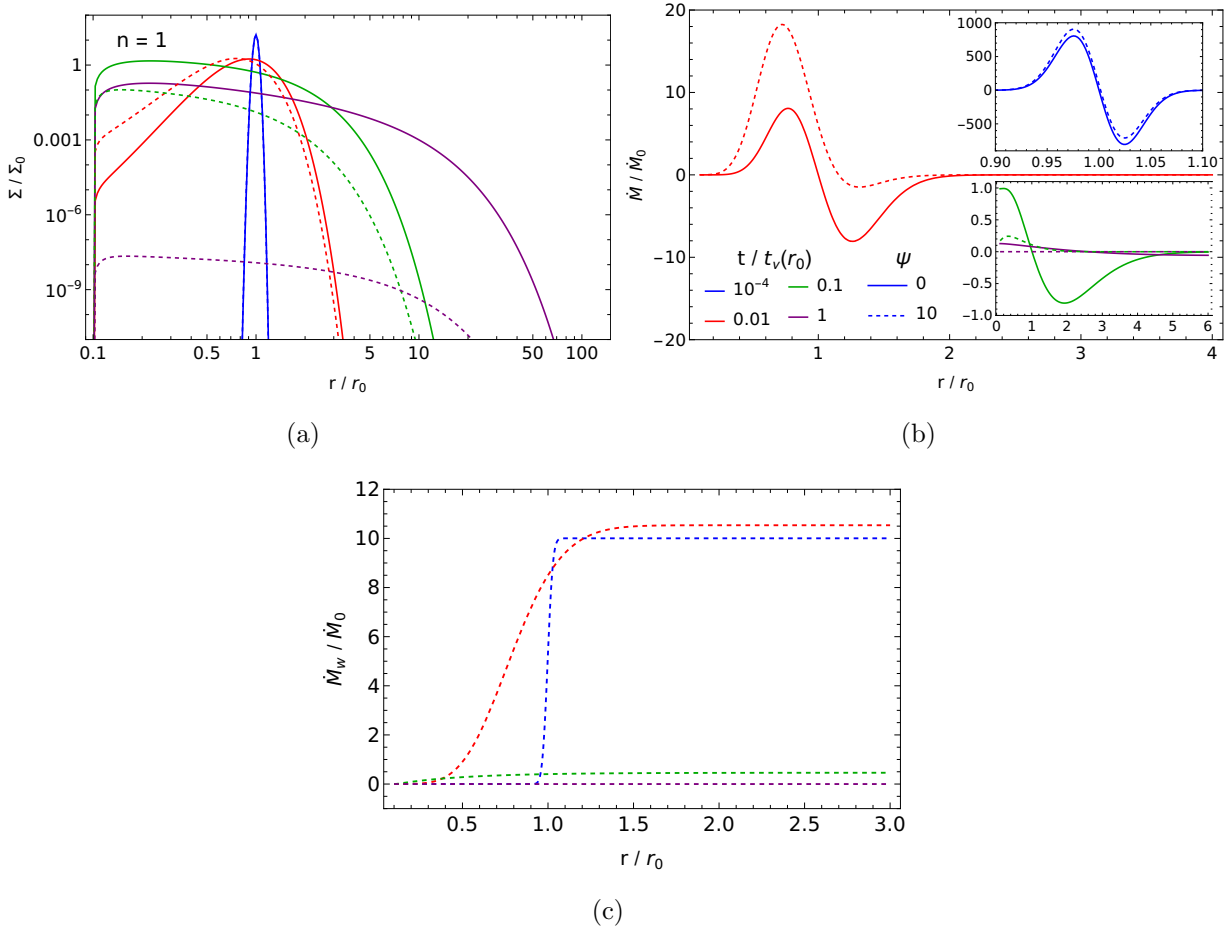 n = 1
Σ / Σ0
1
0.001
10⁻⁶
10⁻⁹
0.1 0.5 1 5 10 50 100
r / r0
(a)
Ṁ / Ṁ0
20
10
0
−10
−20
1 2 3 4
r / r0
t / tv(r0) ψ
10⁻⁴ 0.1 0
0.01 1 10
1000
500
0
−500
0.90 0.95 1.00 1.05 1.10
1.0
0.5
0.0
−0.5
−1.0
0 1 2 3 4 5 6
(b)
Ṁw / Ṁ0
12
10
8
6
4
2
0
0.5 1.0 1.5 2.0 2.5 3.0
r / r0
(c)